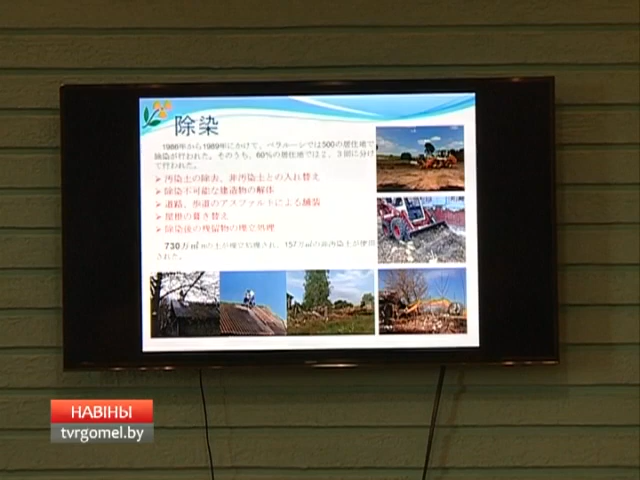 除染
1986年から1989年にかけて、ベラルーシでは500の居住地で
除染が行われた。そのうち、60%の居住地では2、3回に分け
て行われた。
➢ 汚染土の除去、非汚染土との入れ替え
➢ 除染不可能な建造物の解体
➢ 道路、歩道のアスファルトによる舗装
➢ 屋根の葺き替え
➢ 除染後の残留物の埋立処理
730万㎥ の土が埋立処理され、157万㎥の非汚染土が使用
された。
НАВІНЫ
tvrgomel.by